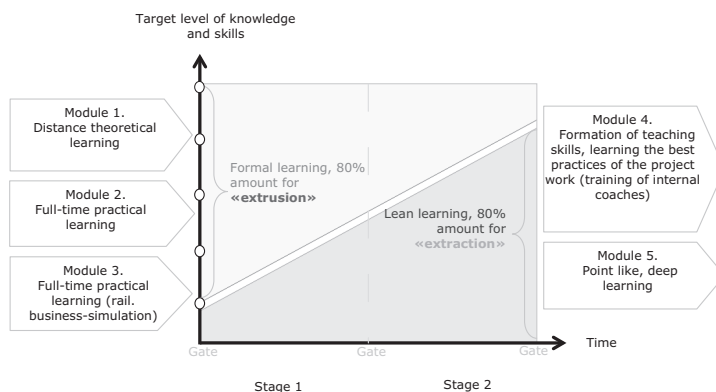 Target level of knowledge
and skills
Module 1.
Distance theoretical
learning
Module 2.
Full-time practical
learning
Module 3.
Full-time practical
learning (rail.
business-simulation)
Formal learning, 80%
amount for
«extrusion»
Lean learning, 80%
amount for
«extraction»
Module 4.
Formation of teaching
skills, learning the best
practices of the project
work (training of internal
coaches)
Module 5.
Point like, deep
learning
Time
Gate
Gate
Gate
Stage 1
Stage 2